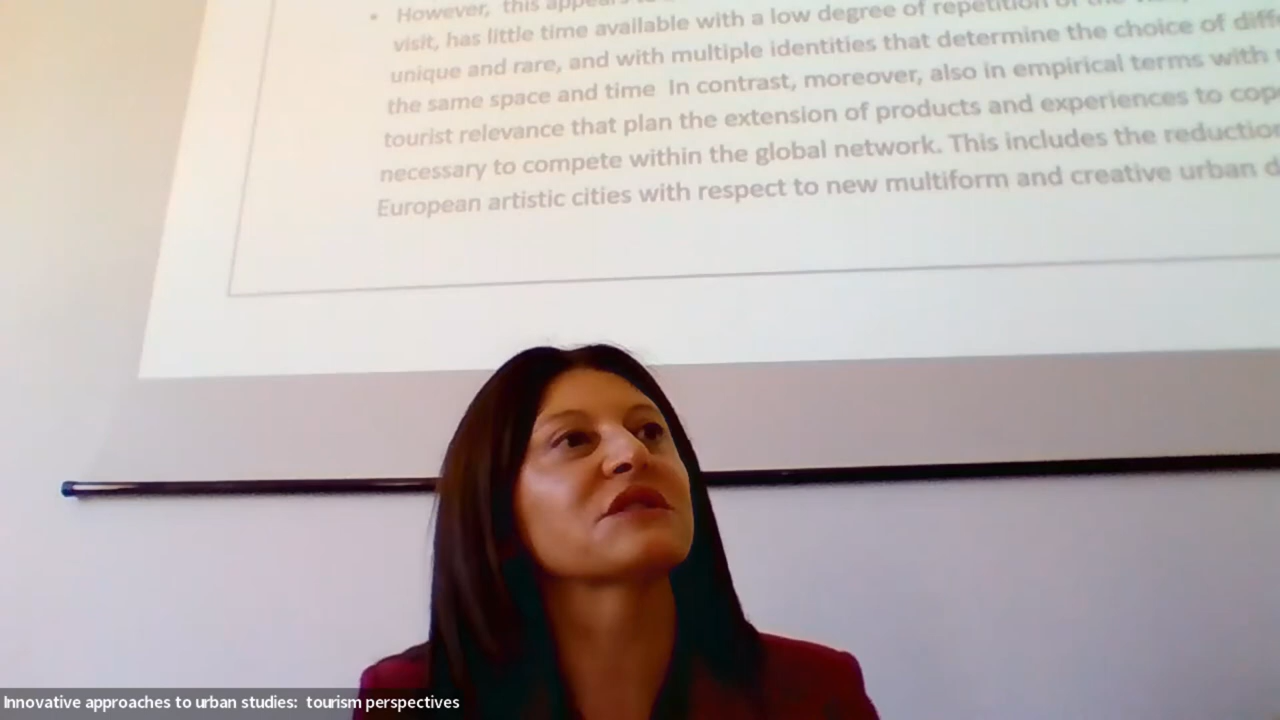 • However, this appears
visit, has little time available with a low degree of repetition of the
unique and rare, and with multiple identities that determine the choice of
the same space and time In contrast, moreover, also in empirical terms with
tourist relevance that plan the extension of products and experiences to
necessary to compete within the global network. This includes the reduction
European artistic cities with respect to new multiform and creative urban
Innovative approaches to urban studies: tourism perspectives